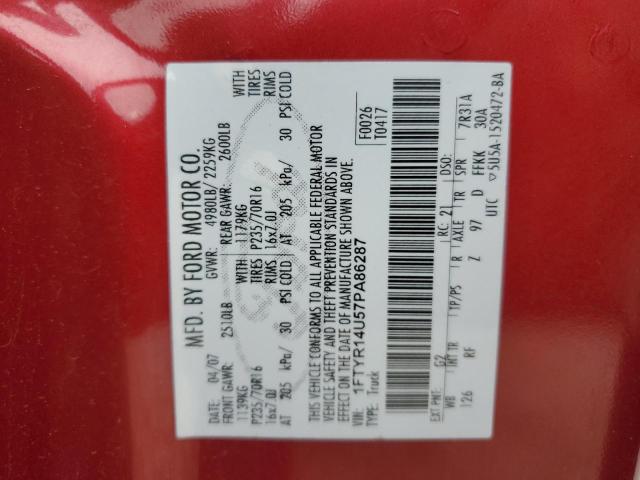 MFD. BY FORD MOTOR CO.
DATE: 04/07 GVWR: 4980LB/ 2259KG
FRONT GAWR: 2510LB REAR GAWR: 2600LB
1139KG WITH 1179KG WITH
P235/70R16 TIRES P235/70R16 TIRES
16x7.0J RIMS 16x7.0J RIMS
AT 205 kPa/ 30 PSI COLD AT 205 kPa/ 30 PSI COLD
THIS VEHICLE CONFORMS TO ALL APPLICABLE FEDERAL MOTOR
VEHICLE SAFETY AND THEFT PREVENTION STANDARDS IN
EFFECT ON THE DATE OF MANUFACTURE SHOWN ABOVE.
VIN: 1FTYR14U57PA86287 F0026
TYPE: Truck T0417
EXT PNT: G2 RC: 21 DSO:
WB INT TR TP/PS R AXLE TR SPR 7R31A
126 RF Z 97 D FFKK 30A
UTC ▽5U5A-1520472-BA